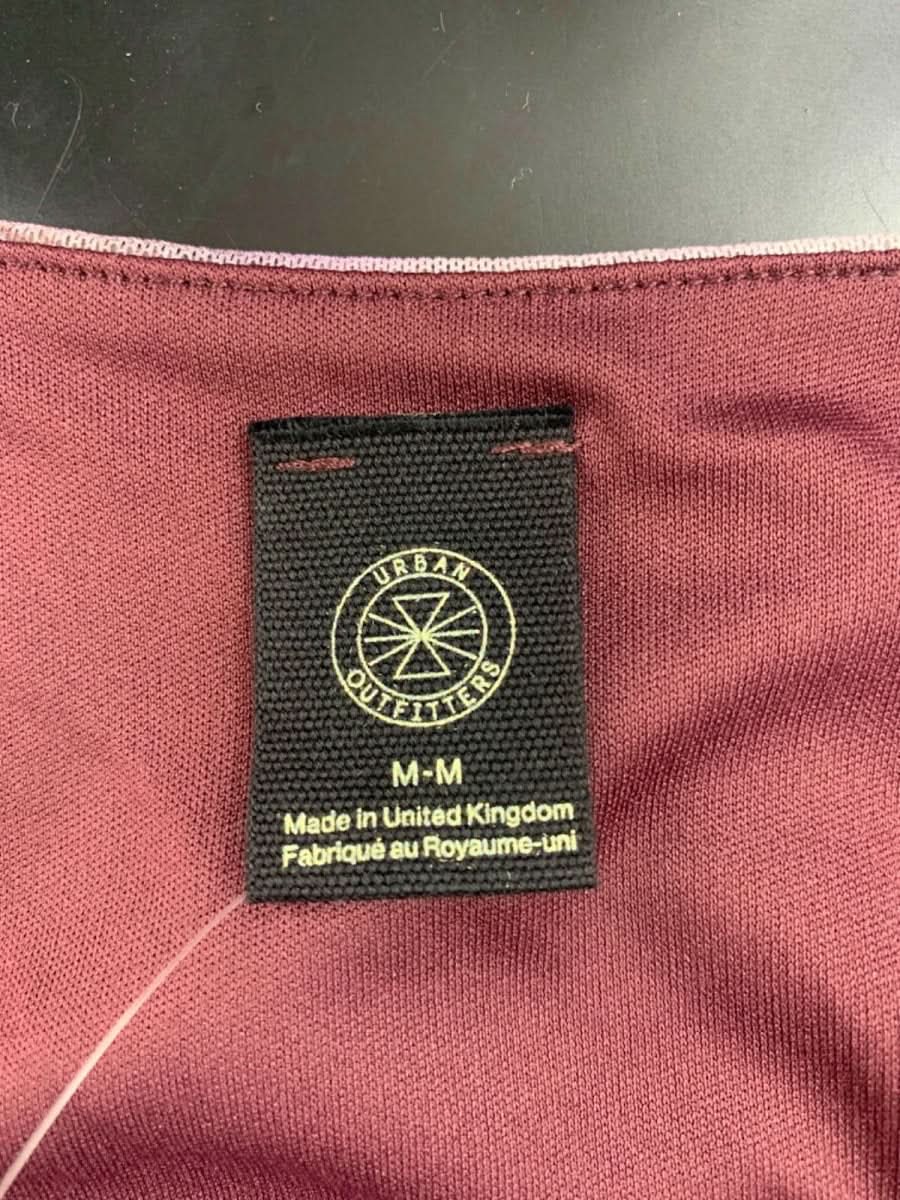 URBAN
OUTFITTERS
M-M
Made in United Kingdom
Fabriqué au Royaume-uni